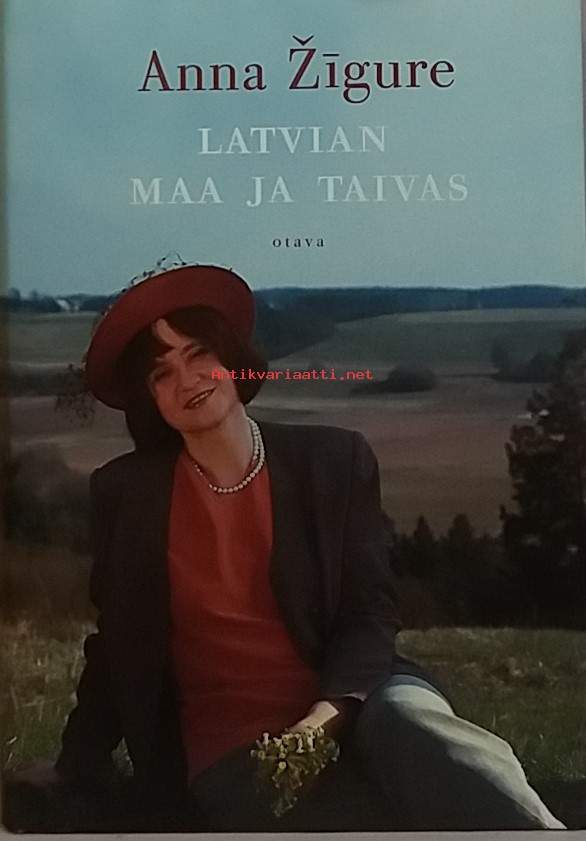 Anna Žīgure
LATVIAN
MAA JA TAIVAS
otava
Antikvariaatti.net